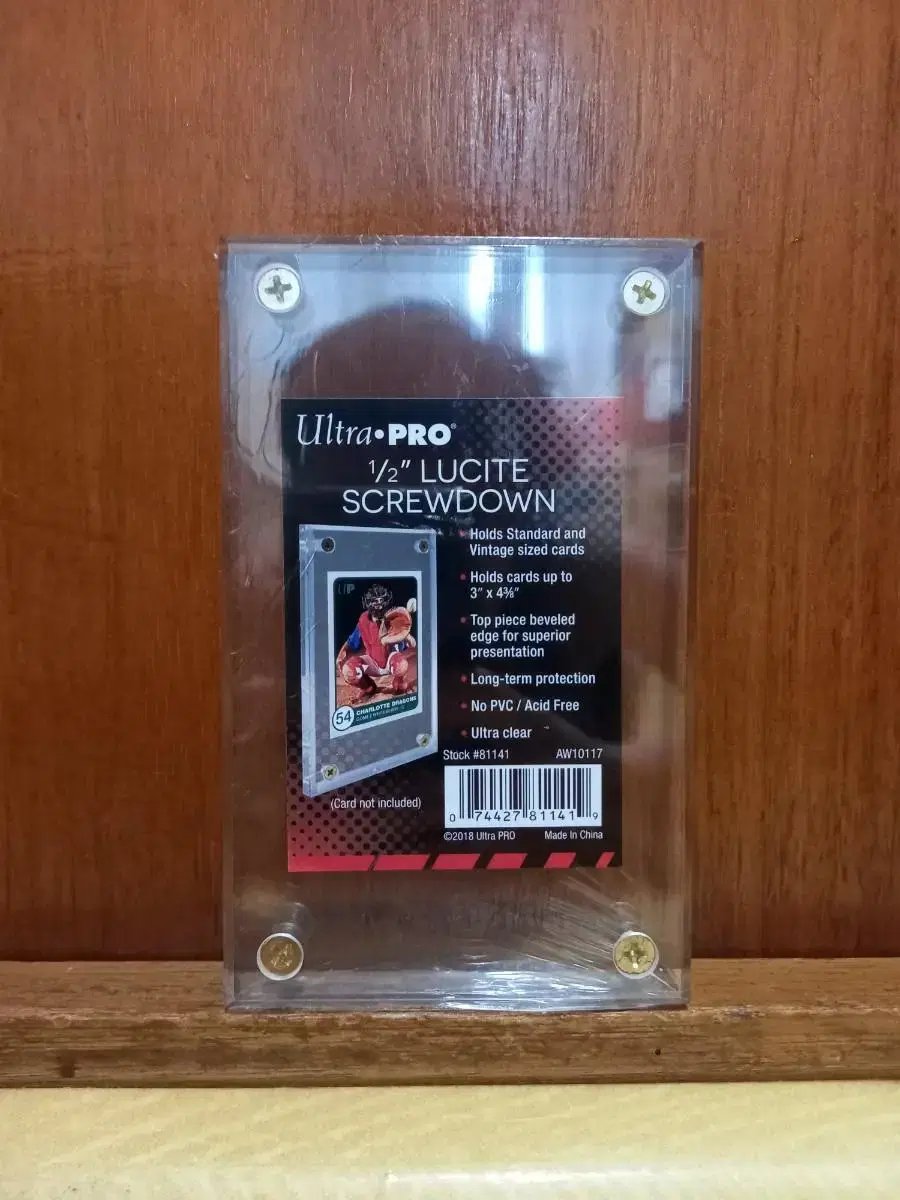 Ultra•PRO®
1/2" LUCITE
SCREWDOWN
• Holds Standard and
Vintage sized cards
• Holds cards up to
3" x 4⅜"
• Top piece beveled
edge for superior
presentation
• Long-term protection
• No PVC / Acid Free
• Ultra clear
UP
54
CHARLOTTE DRAGONS
(Card not included)
Stock #81141 AW10117
0 74427 81141 9
©2018 Ultra PRO Made In China